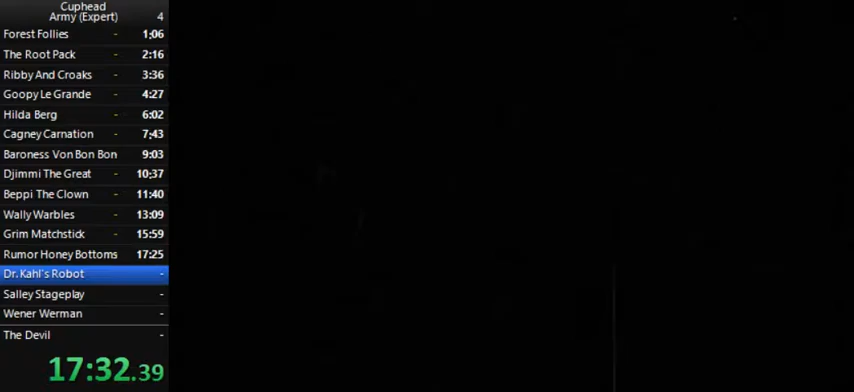 Cuphead
Army (Expert) 4
Forest Follies - 1:06
The Root Pack - 2:16
Ribby And Croaks - 3:36
Goopy Le Grande - 4:27
Hilda Berg - 6:02
Cagney Carnation - 7:43
Baroness Von Bon Bon 9:03
Djimmi The Great - 10:37
Beppi The Clown - 11:40
Wally Warbles - 13:09
Grim Matchstick - 15:59
Rumor Honey Bottoms - 17:25
Dr. Kahl's Robot -
Salley Stageplay -
Wener Werman -
The Devil -
17:32.39